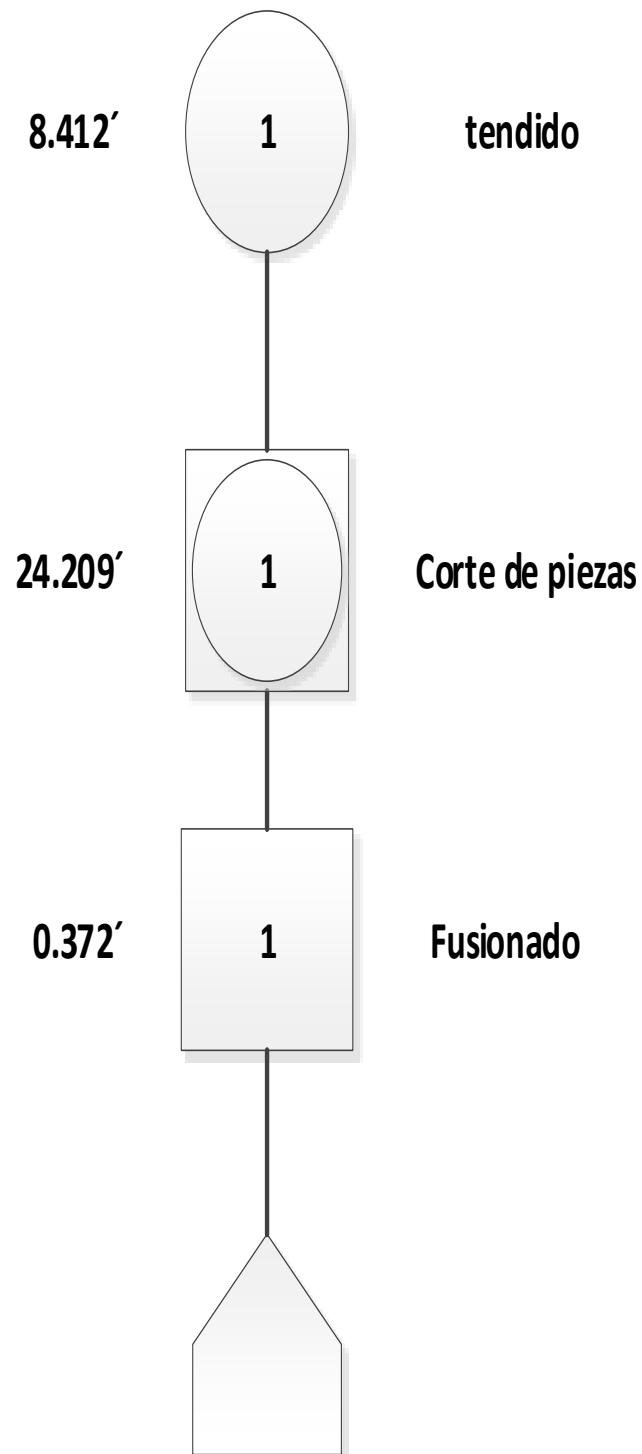 8.412´ 1 tendido
24.209´ 1 Corte de piezas
0.372´ 1 Fusionado